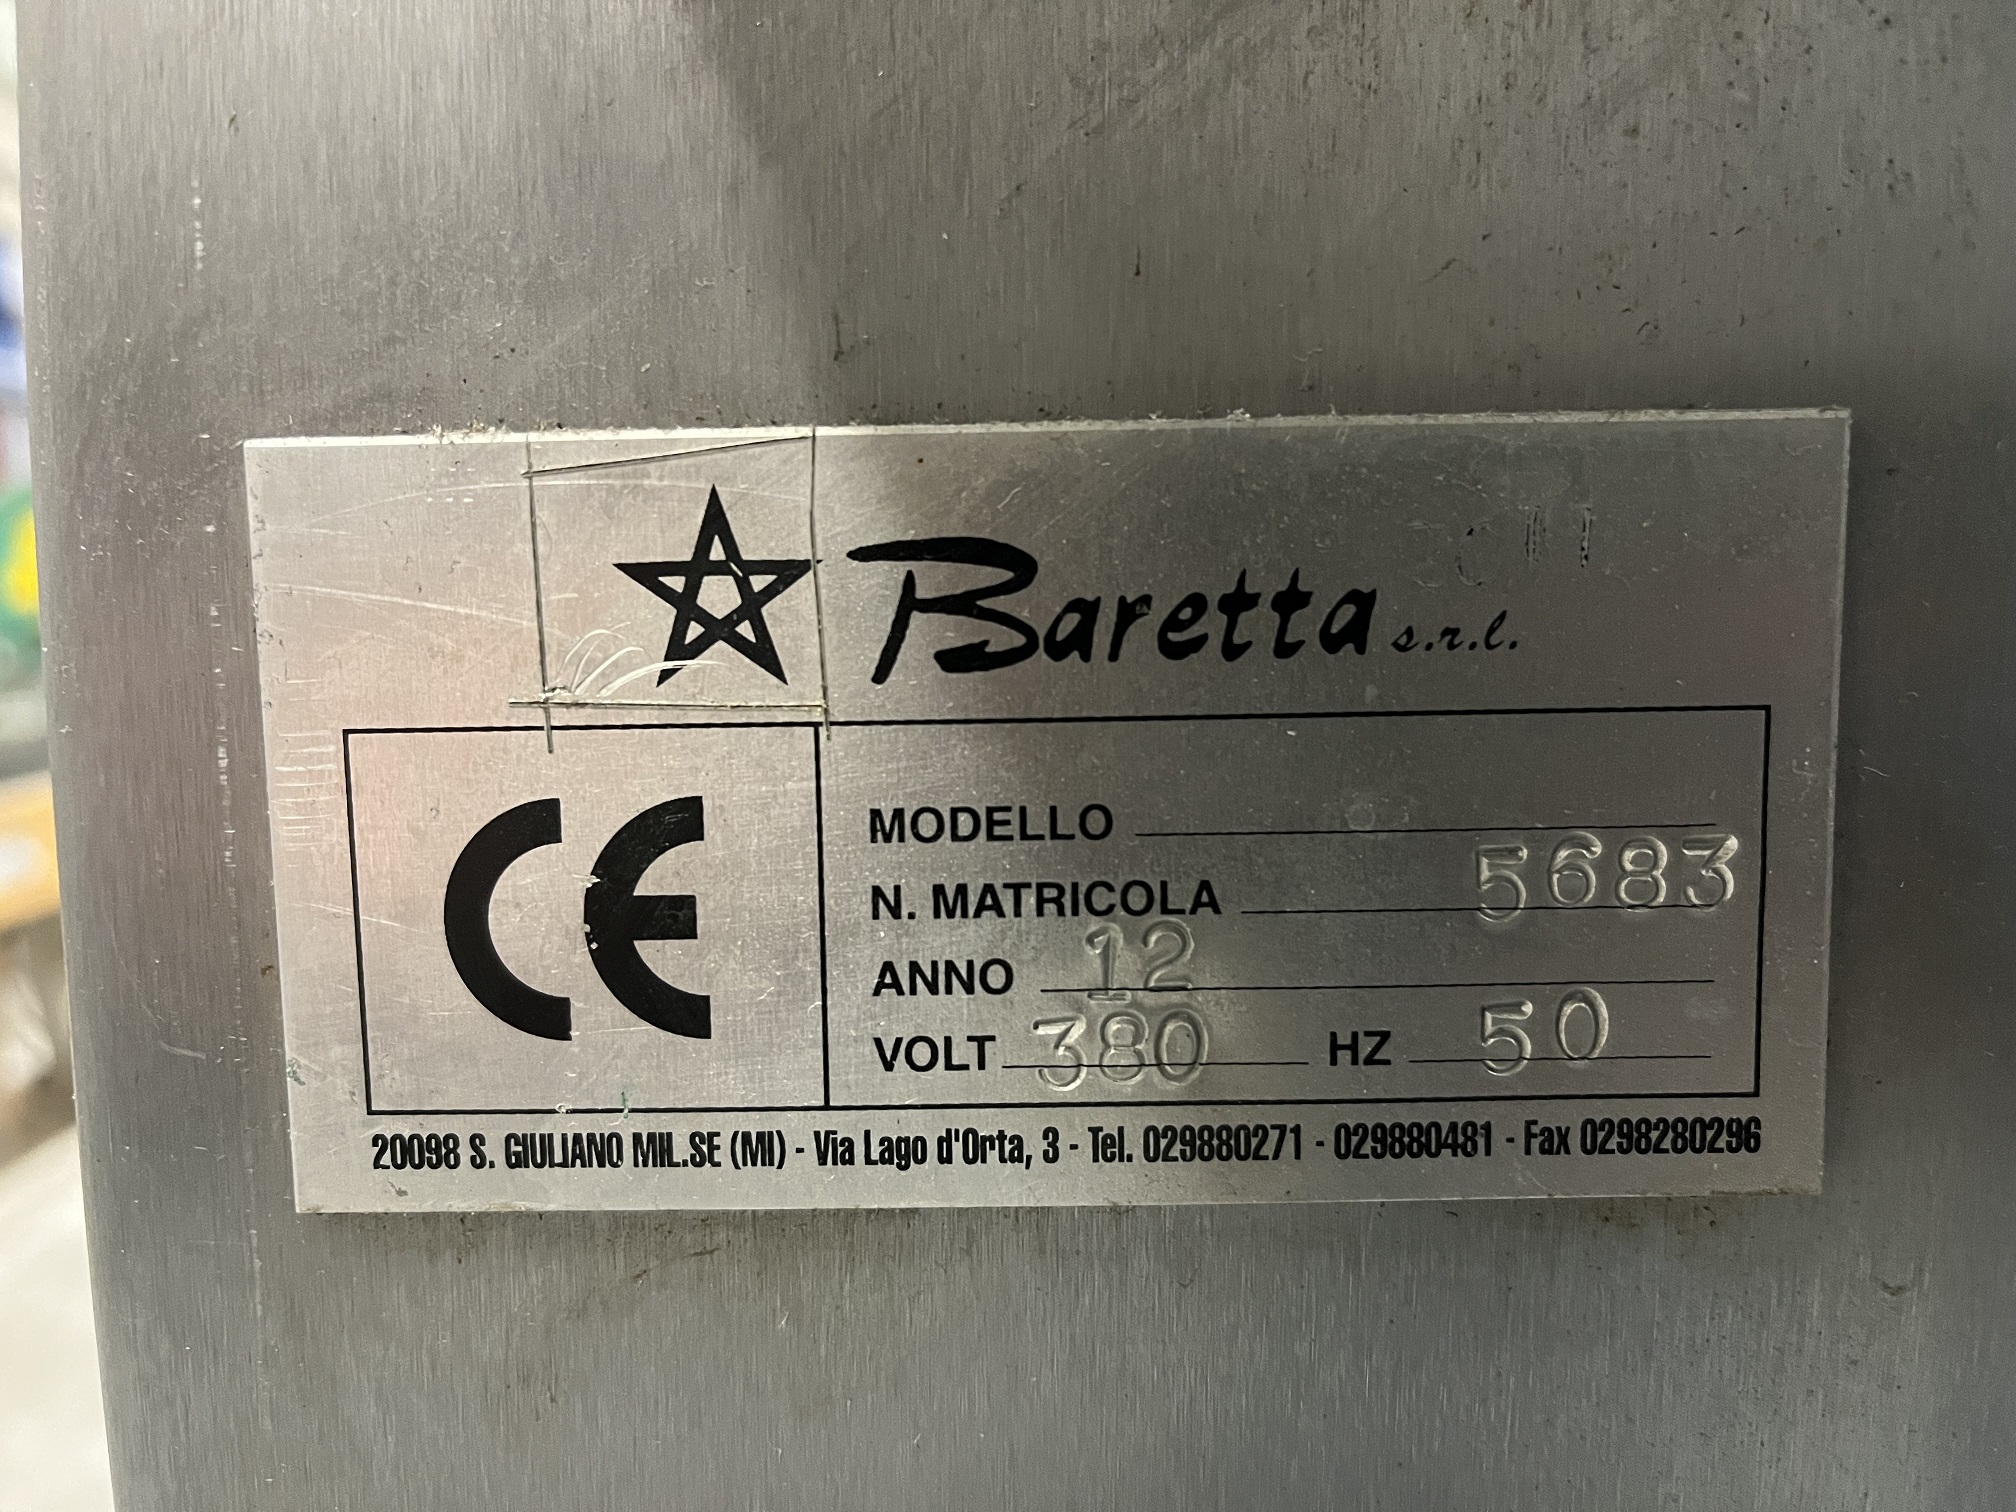 Baretta s.r.l.
CE
MODELLO
N. MATRICOLA 5683
ANNO 12
VOLT 380 HZ 50
20098 S. GIULIANO MIL.SE (MI) - Via Lago d'Orta, 3 - Tel. 029880271 - 029880481 - Fax 0298280296